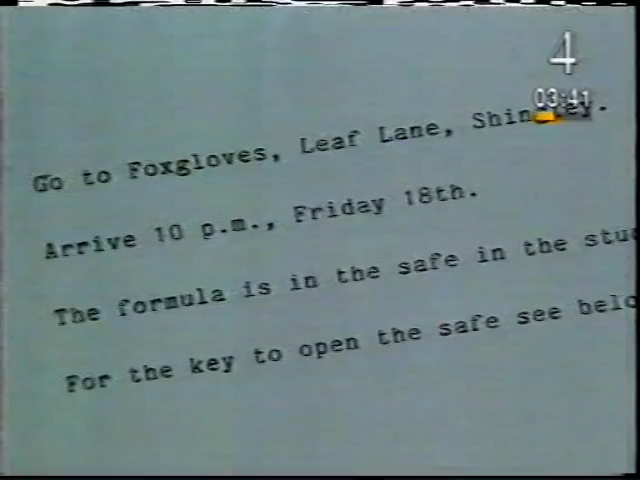 4
03:41
Go to Foxgloves, Leaf Lane,
Arrive 10 p.m., Friday 18th.
The formula is in the safe in the
For the key to open the safe see